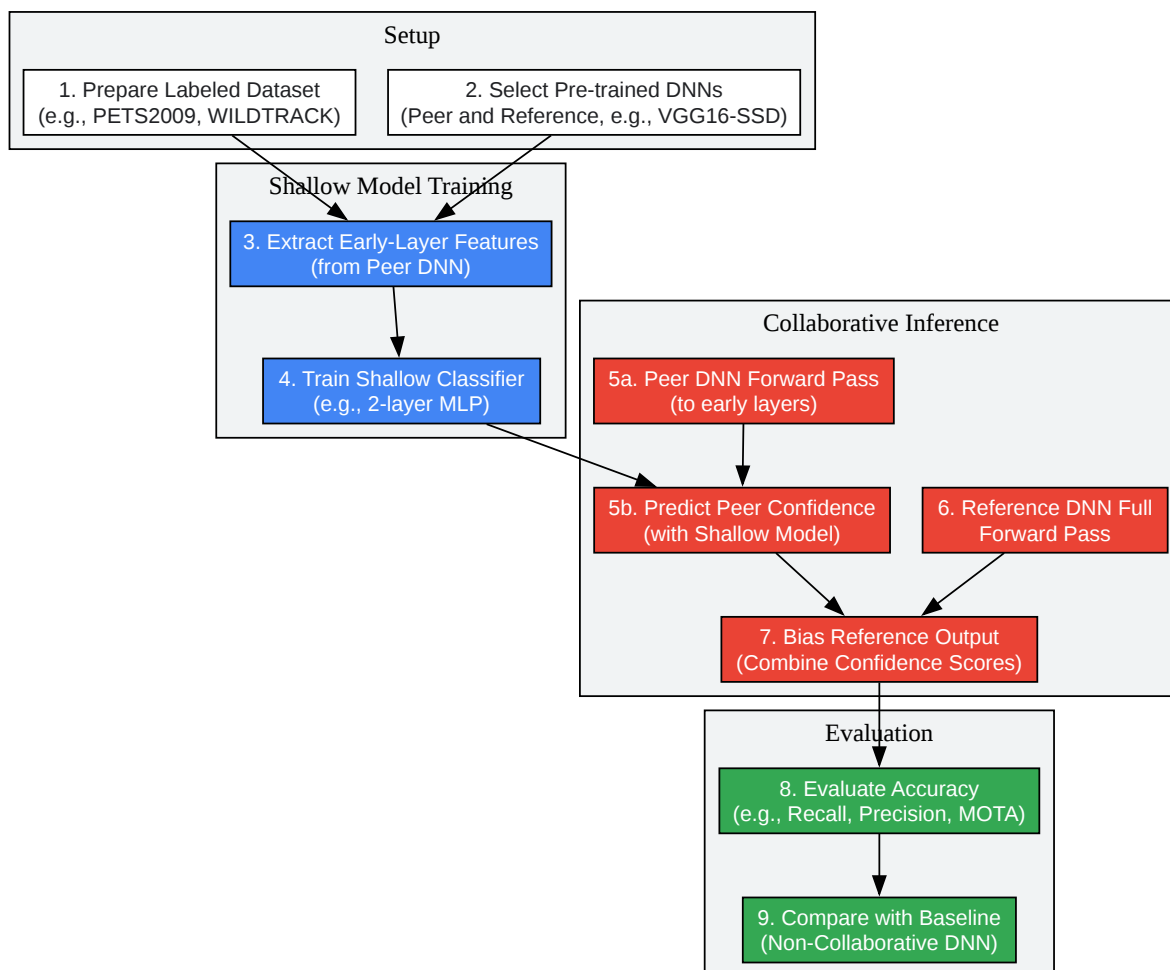 Setup
1. Prepare Labeled Dataset
(e.g., PETS2009, WILDTRACK)
2. Select Pre-trained DNNs
(Peer and Reference, e.g., VGG16-SSD)
Shallow Model Training
3. Extract Early-Layer Features
(from Peer DNN)
4. Train Shallow Classifier
(e.g., 2-layer MLP)
Collaborative Inference
5a. Peer DNN Forward Pass
(to early layers)
5b. Predict Peer Confidence
(with Shallow Model)
6. Reference DNN Full
Forward Pass
7. Bias Reference Output
(Combine Confidence Scores)
Evaluation
8. Evaluate Accuracy
(e.g., Recall, Precision, MOTA)
9. Compare with Baseline
(Non-Collaborative DNN)